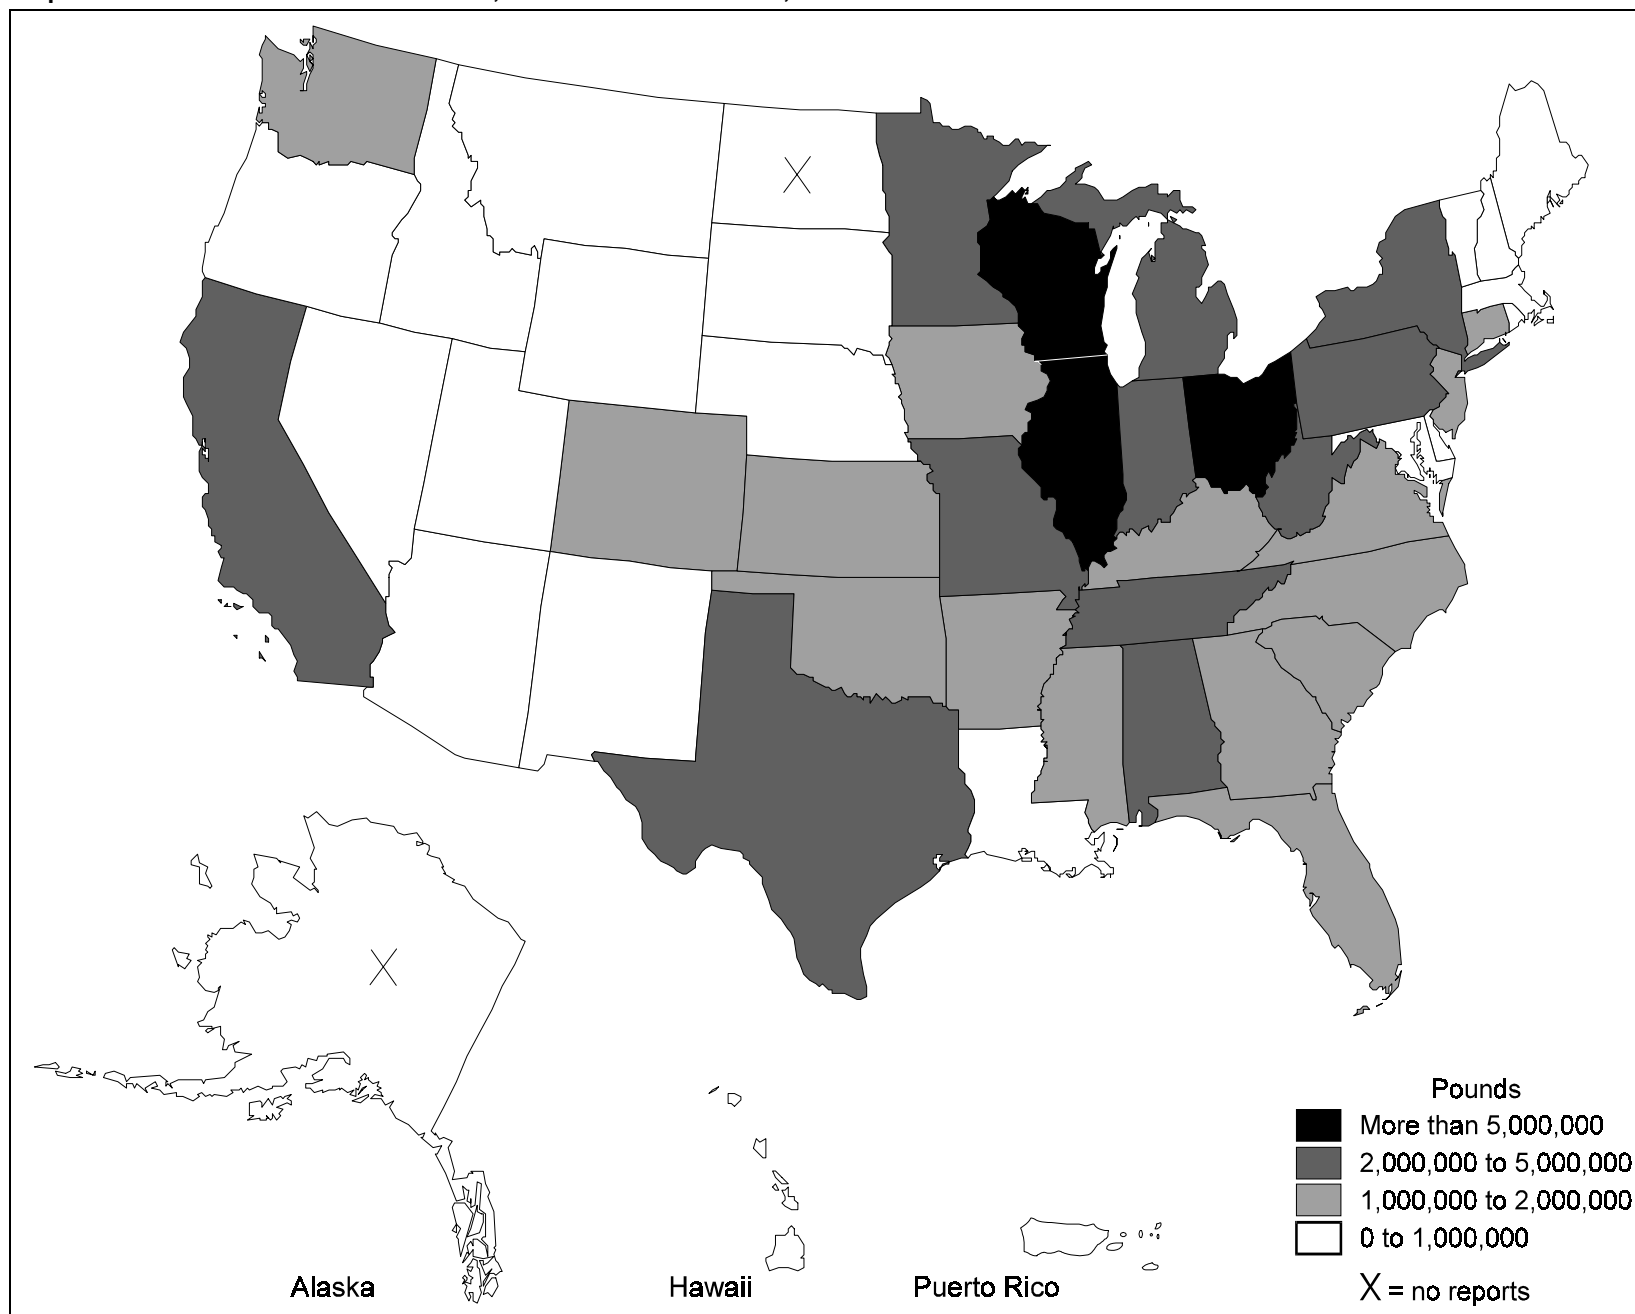 X
X
Pounds
More than 5,000,000
2,000,000 to 5,000,000
1,000,000 to 2,000,000
0 to 1,000,000
Alaska
Hawaii
Puerto Rico
X = no reports